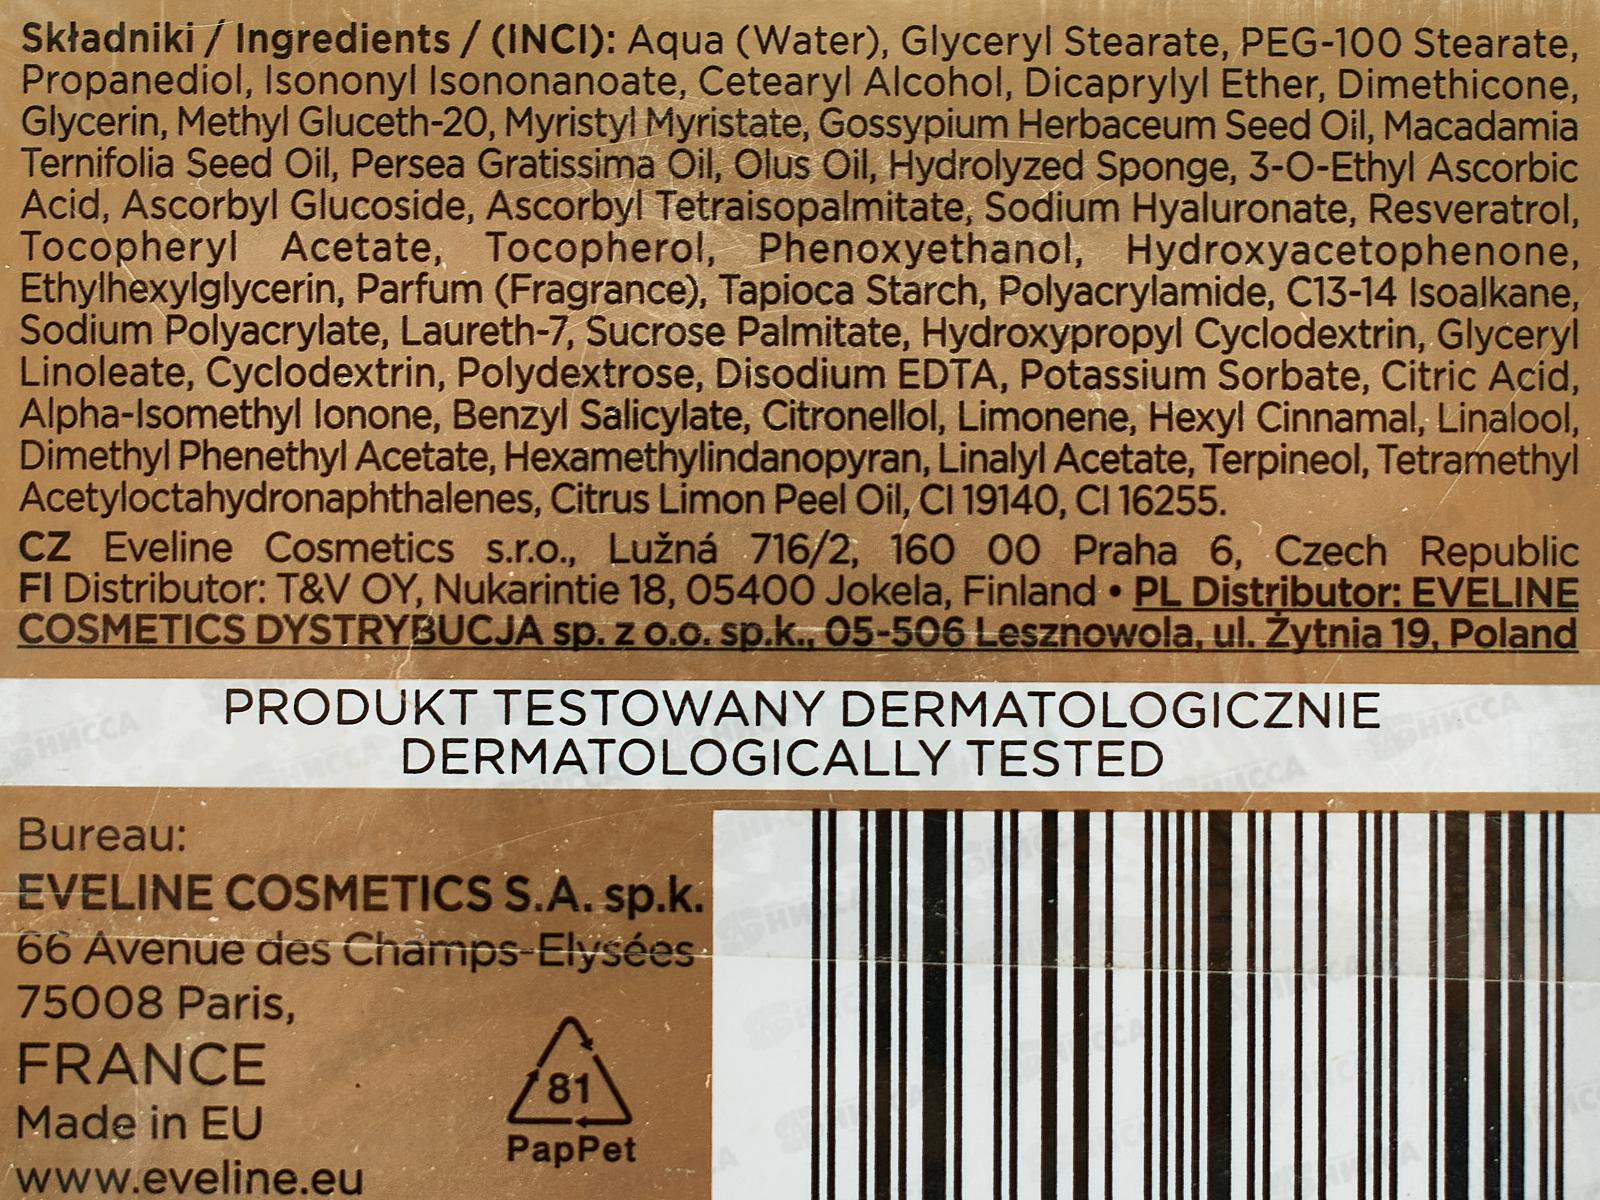 Składniki / Ingredients / (INCI): Aqua (Water), Glyceryl Stearate, PEG-100 Stearate,
Propanediol, Isononyl Isononanoate, Cetearyl Alcohol, Dicaprylyl Ether, Dimethicone,
Glycerin, Methyl Gluceth-20, Myristyl Myristate, Gossypium Herbaceum Seed Oil, Macadamia
Ternifolia Seed Oil, Persea Gratissima Oil, Olus Oil, Hydrolyzed Sponge, 3-O-Ethyl Ascorbic
Acid, Ascorbyl Glucoside, Ascorbyl Tetraisopalmitate, Sodium Hyaluronate, Resveratrol,
Tocopheryl Acetate, Tocopherol, Phenoxyethanol, Hydroxyacetophenone,
Ethylhexylglycerin, Parfum (Fragrance), Tapioca Starch, Polyacrylamide, C13-14 Isoalkane,
Sodium Polyacrylate, Laureth-7, Sucrose Palmitate, Hydroxypropyl Cyclodextrin, Glyceryl
Linoleate, Cyclodextrin, Polydextrose, Disodium EDTA, Potassium Sorbate, Citric Acid,
Alpha-Isomethyl Ionone, Benzyl Salicylate, Citronellol, Limonene, Hexyl Cinnamal, Linalool,
Dimethyl Phenethyl Acetate, Hexamethylindanopyran, Linalyl Acetate, Terpineol, Tetramethyl
Acetyloctahydronaphthalenes, Citrus Limon Peel Oil, CI 19140, CI 16255.
CZ Eveline Cosmetics s.r.o., Lužná 716/2, 160 00 Praha 6, Czech Republic
FI Distributor: T&V OY, Nukarintie 18, 05400 Jokela, Finland • PL Distributor: EVELINE
COSMETICS DYSTRYBUCJA sp. z o.o. sp.k., 05-506 Lesznowola, ul. Żytnia 19, Poland
PRODUKT TESTOWANY DERMATOLOGICZNIE
DERMATOLOGICALLY TESTED
Bureau:
EVELINE COSMETICS S.A. sp.k.
66 Avenue des Champs-Elysées
75008 Paris,
FRANCE
Made in EU
www.eveline.eu
81
PapPet